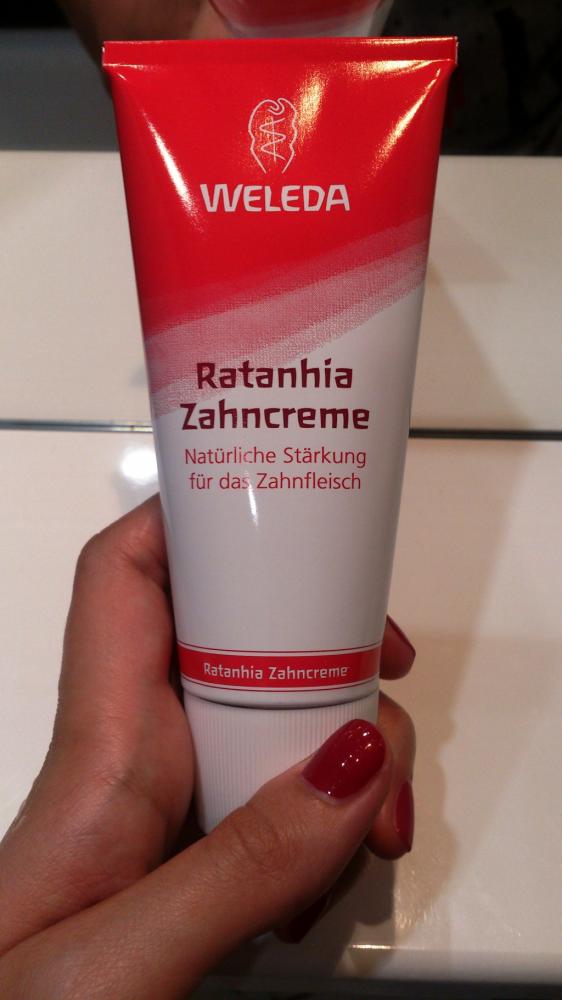 WELEDA
Ratanhia
Zahncreme
Natürliche Stärkung
für das Zahnfleisch
Ratanhia Zahncreme